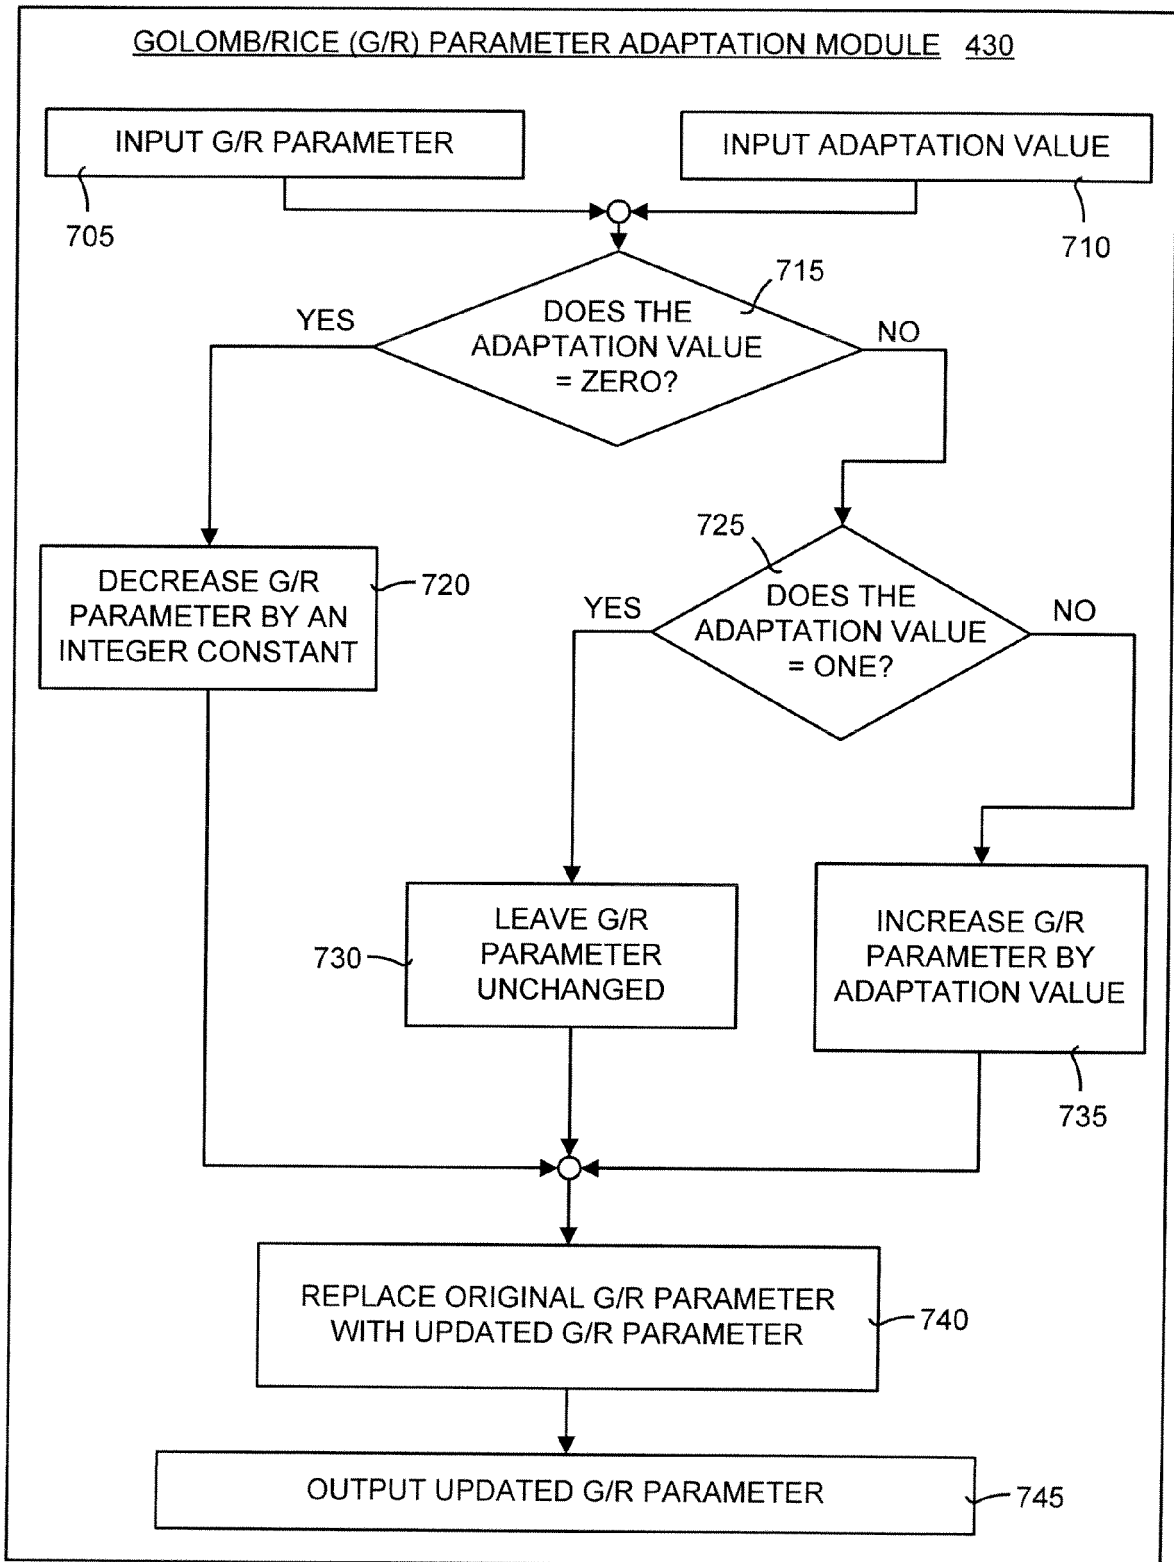 GOLOMB/RICE (G/R) PARAMETER ADAPTATION MODULE 430
INPUT G/R PARAMETER
INPUT ADAPTATION VALUE
705
710
715
DOES THE
ADAPTATION VALUE
= ZERO?
YES
NO
725
DECREASE G/R
PARAMETER BY AN
INTEGER CONSTANT
720
DOES THE
ADAPTATION VALUE
= ONE?
YES
NO
730
LEAVE G/R
PARAMETER
UNCHANGED
INCREASE G/R
PARAMETER BY
ADAPTATION VALUE
735
REPLACE ORIGINAL G/R PARAMETER
WITH UPDATED G/R PARAMETER
740
OUTPUT UPDATED G/R PARAMETER
745